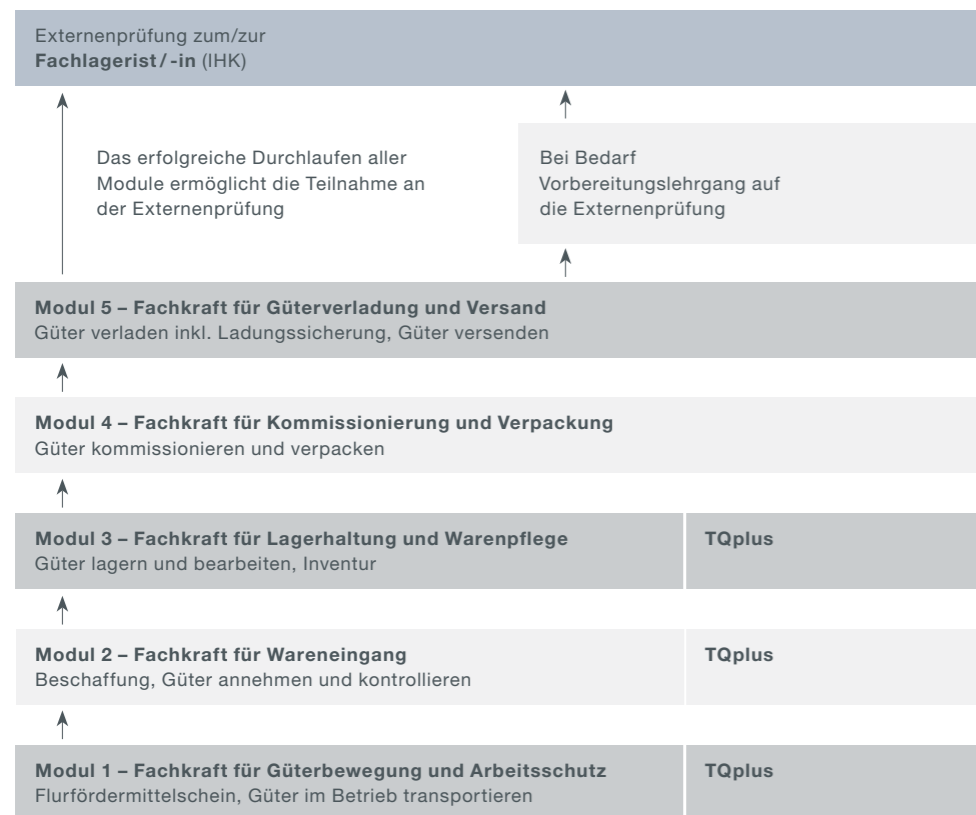 Externenprüfung zum/zur
Fachlagerist/-in (IHK)
Das erfolgreiche Durchlaufen aller
Module ermöglicht die Teilnahme an
der Externenprüfung
Bei Bedarf
Vorbereitungslehrgang auf
die Externenprüfung
Modul 5 – Fachkraft für Güterverladung und Versand
Güter verladen inkl. Ladungssicherung, Güter versenden
Modul 4 – Fachkraft für Kommissionierung und Verpackung
Güter kommissionieren und verpacken
Modul 3 – Fachkraft für Lagerhaltung und Warenpflege
Güter lagern und bearbeiten, Inventur
TQplus
Modul 2 – Fachkraft für Wareneingang
Beschaffung, Güter annehmen und kontrollieren
TQplus
Modul 1 – Fachkraft für Güterbewegung und Arbeitsschutz
Flurfördermittelschein, Güter im Betrieb transportieren
TQplus